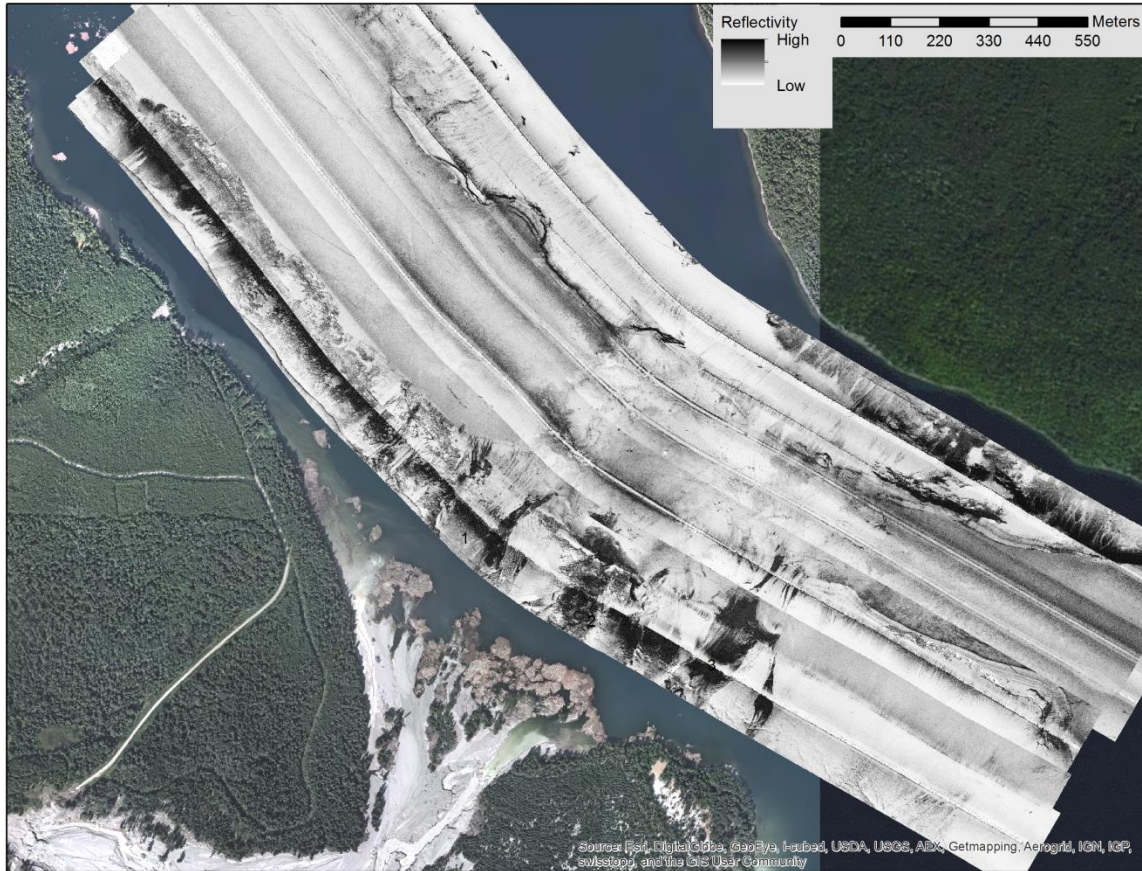 Reflectivity
High
Low
Meters
0 110 220 330 440 550
1
Source: Esri, DigitalGlobe, GeoEye, i-cubed, USDA, USGS, AEX, Getmapping, Aerogrid, IGN, IGP,
swisstopo, and the GIS User Community